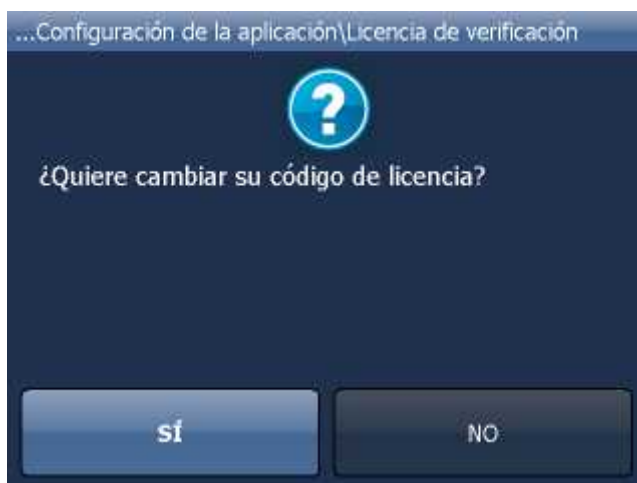 ...Configuración de la aplicación\Licencia de verificación
?
¿Quiere cambiar su código de licencia?
SÍ
NO